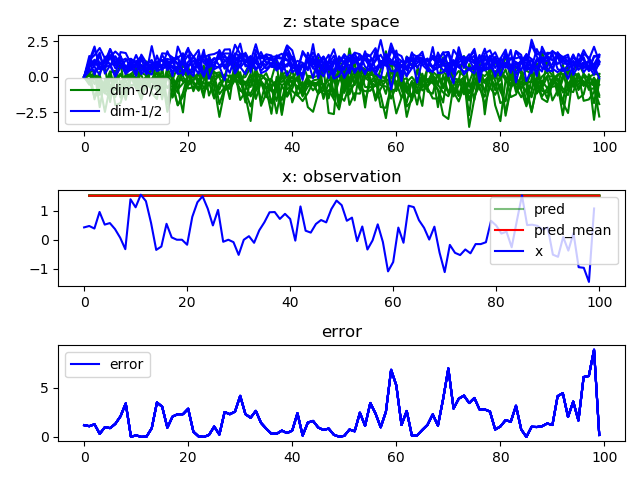 z: state space
2.5
0.0
−2.5
dim-0/2
dim-1/2
0
20
40
60
80
100
x: observation
1
0
−1
pred
pred_mean
x
0
20
40
60
80
100
error
5
0
error
0
20
40
60
80
100